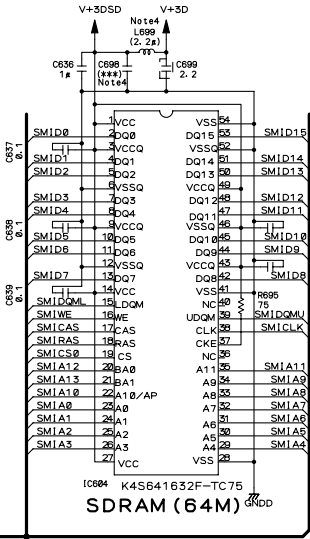 V+3DSD Note4 V+3D
L699
(2.2μ)
C636 C698 C699
1μ (***) 2.2
Note4
1 VCC VSS 54
SMID0 2 DQ0 DQ15 53 SMID15
C637 0.1 3 VCCQ VSSQ 52
SMID1 4 DQ1 DQ14 51 SMID14
SMID2 5 DQ2 DQ13 50 SMID13
6 VSSQ VCCQ 49
SMID3 7 DQ3 DQ12 48 SMID12
SMID4 8 DQ4 DQ11 47 SMID11
C638 0.1 9 VCCQ VSSQ 46
SMID5 10 DQ5 DQ10 45 SMID10
SMID6 11 DQ6 DQ9 44 SMID9
12 VSSQ VCCQ 43
SMID7 13 DQ7 DQ8 42 SMID8
C639 0.1 14 VCC VSS 41
SMIDQML 15 LDQM NC 40 R695 75
SMIWE 16 WE UDQM 39 SMIDQMU
SMICAS 17 CAS CLK 38 SMICLK
SMIRAS 18 RAS CKE 37
SMICS0 19 CS NC 36
SMIA12 20 BA0 A11 35 SMIA11
SMIA13 21 BA1 A9 34 SMIA9
SMIA10 22 A10/AP A8 33 SMIA8
SMIA0 23 A0 A7 32 SMIA7
SMIA1 24 A1 A6 31 SMIA6
SMIA2 25 A2 A5 30 SMIA5
SMIA3 26 A3 A4 29 SMIA4
27 VCC VSS 28
IC604 K4S641632F-TC75
SDRAM (64M) GNDD